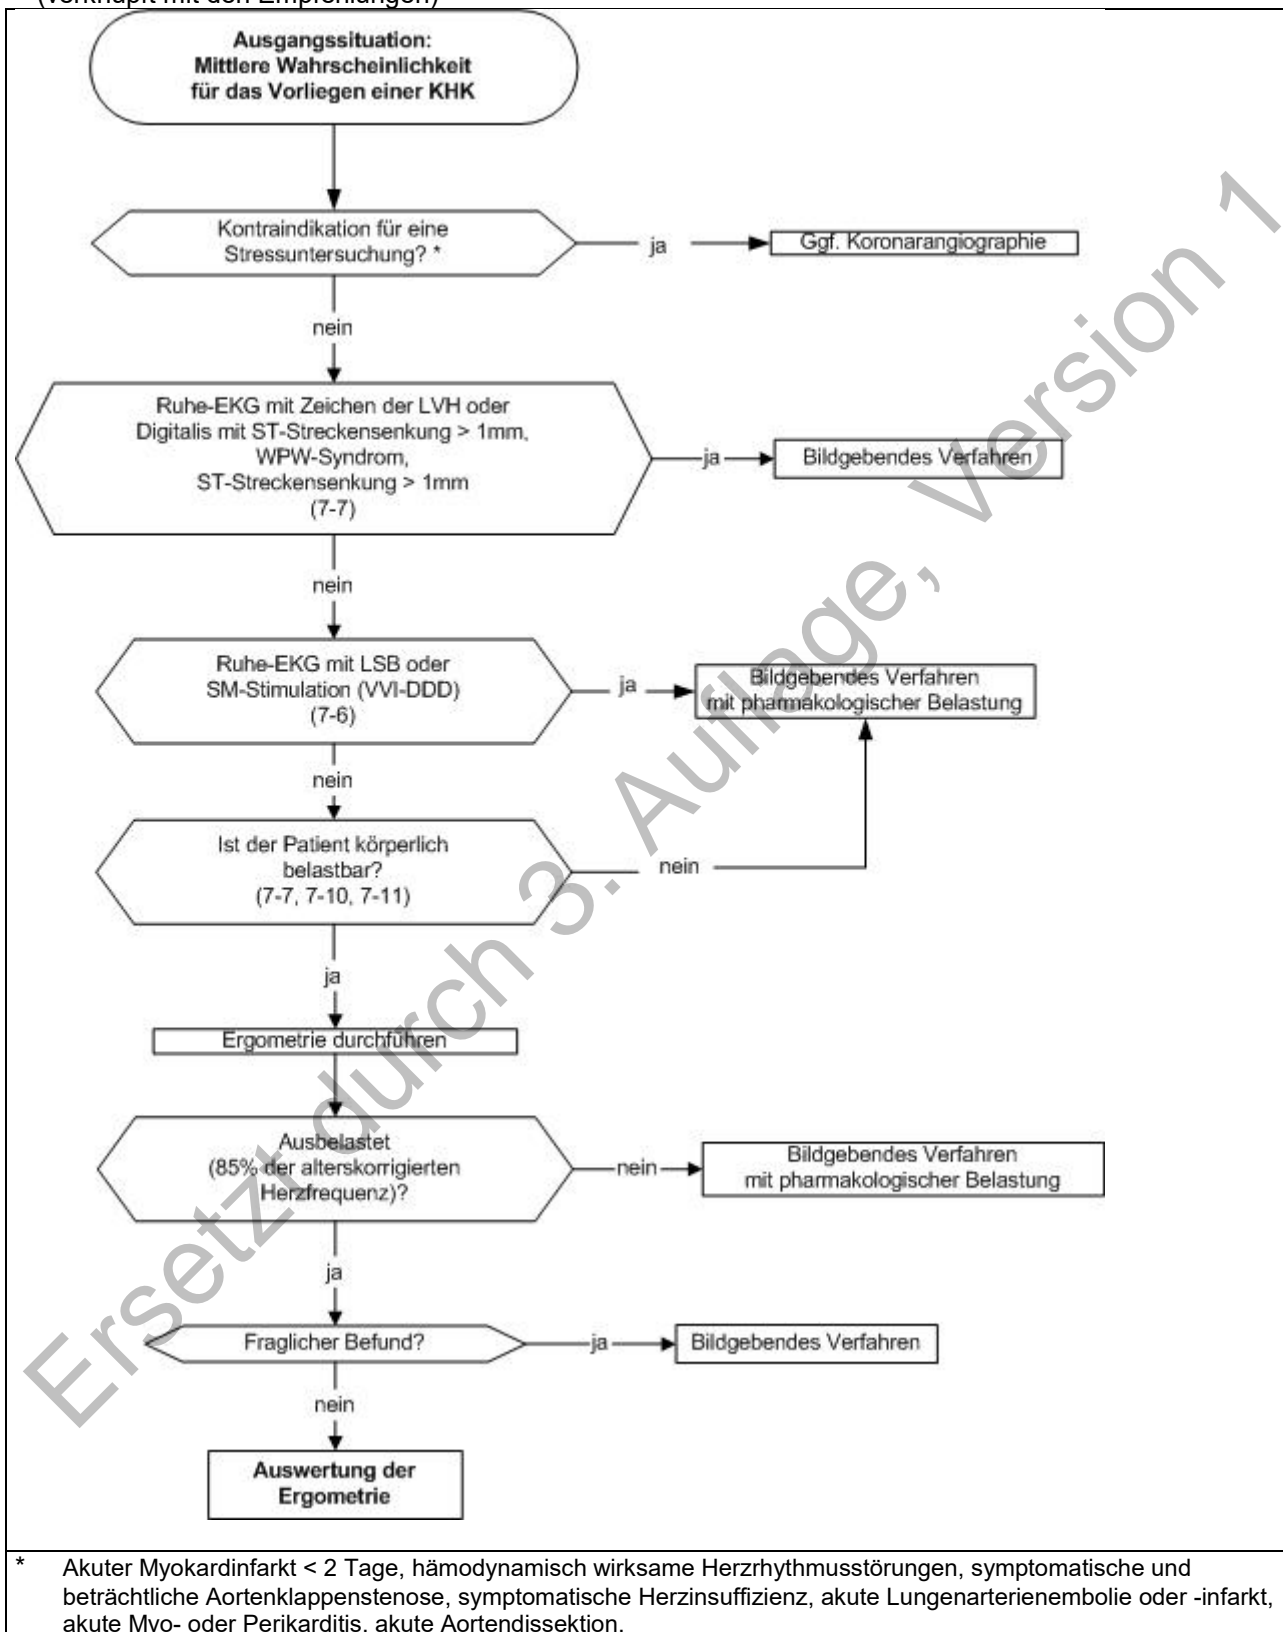 (verknüpft mit den Empfehlungen)
Ausgangssituation:
Mittlere Wahrscheinlichkeit
für das Vorliegen einer KHK
Kontraindikation für eine
Stressuntersuchung? *
ja
Ggf. Koronarangiographie
nein
Ruhe-EKG mit Zeichen der LVH oder
Digitalis mit ST-Streckensenkung > 1mm,
WPW-Syndrom,
ST-Streckensenkung > 1mm
(7-7)
ja
Bildgebendes Verfahren
nein
Ruhe-EKG mit LSB oder
SM-Stimulation (VVI-DDD)
(7-6)
ja
Bildgebendes Verfahren
mit pharmakologischer Belastung
nein
Ist der Patient körperlich
belastbar?
(7-7, 7-10, 7-11)
nein
ja
Ergometrie durchführen
Ausbelastet
(85% der alterskorrigierten
Herzfrequenz)?
nein
Bildgebendes Verfahren
mit pharmakologischer Belastung
ja
Fraglicher Befund?
ja
Bildgebendes Verfahren
nein
Auswertung der
Ergometrie
* Akuter Myokardinfarkt < 2 Tage, hämodynamisch wirksame Herzrhythmusstörungen, symptomatische und
beträchtliche Aortenklappenstenose, symptomatische Herzinsuffizienz, akute Lungenarterienembolie oder -infarkt,
akute Myo- oder Perikarditis, akute Aortendissektion.
Ersetzt durch 3. Auflage, Version 1